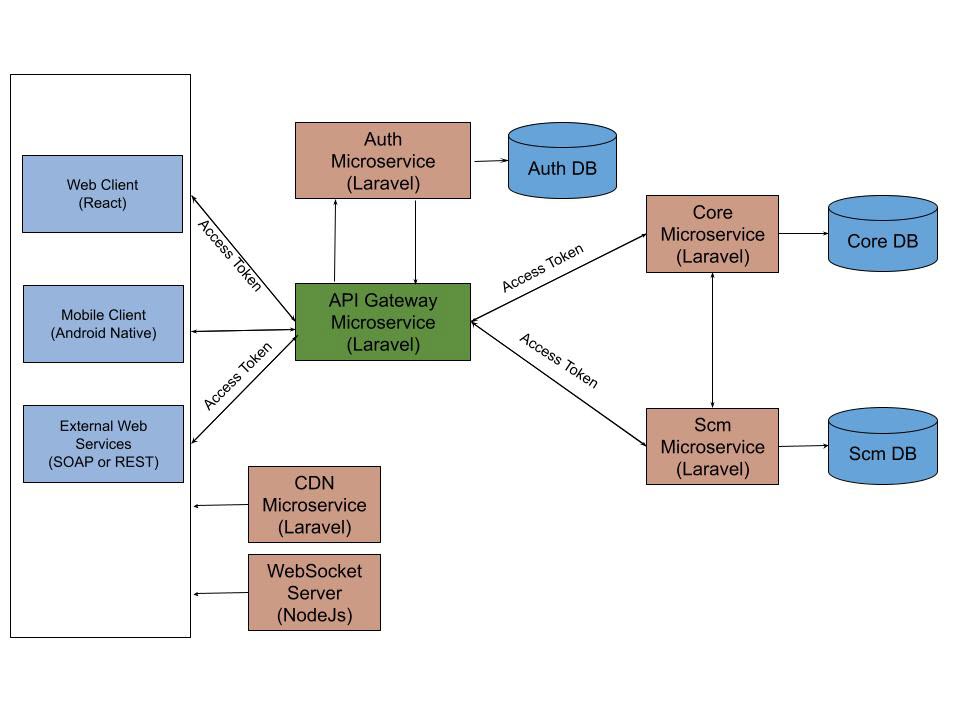 Web Client
(React)
Mobile Client
(Android Native)
External Web
Services
(SOAP or REST)
Access Token
Access Token
Auth
Microservice
(Laravel)
Auth DB
API Gateway
Microservice
(Laravel)
CDN
Microservice
(Laravel)
WebSocket
Server
(NodeJs)
Access Token
Access Token
Core
Microservice
(Laravel)
Core DB
Scm
Microservice
(Laravel)
Scm DB